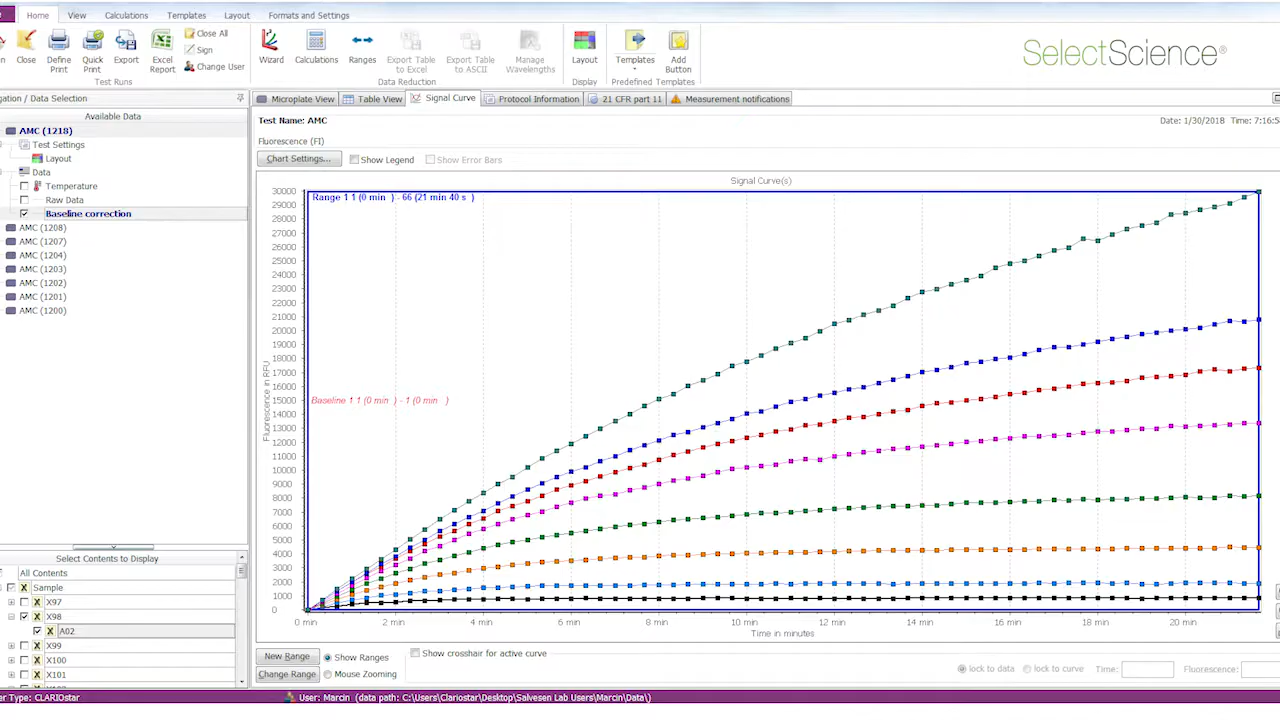 Home View Calculations Templates Layout Formats and Settings
Close Define Print Quick Print Export Excel Report Close All Sign Change User Wizard Calculations Ranges Export Table to Excel Export Table to ASCII Manage Wavelengths Layout Templates Add Button
Test Runs Data Reduction Display Predefined Templates
SelectScience®
gation / Data Selection
Microplate View Table View Signal Curve Protocol Information 21 CFR part 11 Measurement notifications
Available Data
AMC (1218)
Test Settings
Layout
Data
Temperature
Raw Data
Baseline correction
AMC (1208)
AMC (1207)
AMC (1204)
AMC (1203)
AMC (1202)
AMC (1201)
AMC (1200)
Select Contents to Display
All Contents
Sample
X97
X98
A02
X99
X100
X101
Test Name: AMC
Date: 1/30/2018 Time: 7:16:5
Fluorescence (FI)
Chart Settings... Show Legend Show Error Bars
Signal Curve(s)
Range 1 1 (0 min ) - 66 (21 min 40 s )
30000
29000
28000
27000
26000
25000
24000
23000
22000
21000
20000
19000
18000
17000
16000
15000
14000
13000
12000
11000
10000
9000
8000
7000
6000
5000
4000
3000
2000
1000
0
Fluorescence in RFU
Baseline 1 1 (0 min ) - 1 (0 min )
0 min 2 min 4 min 6 min 8 min 10 min 12 min 14 min 16 min 18 min 20 min
Time in minutes
New Range Show Ranges Show crosshair for active curve
Change Range Mouse Zooming lock to data lock to curve Time: Fluorescence:
er Type: CLARIOstar User: Marcin (data path: C:\Users\Clariostar\Desktop\Salvesen Lab Users\Marcin\Data\)